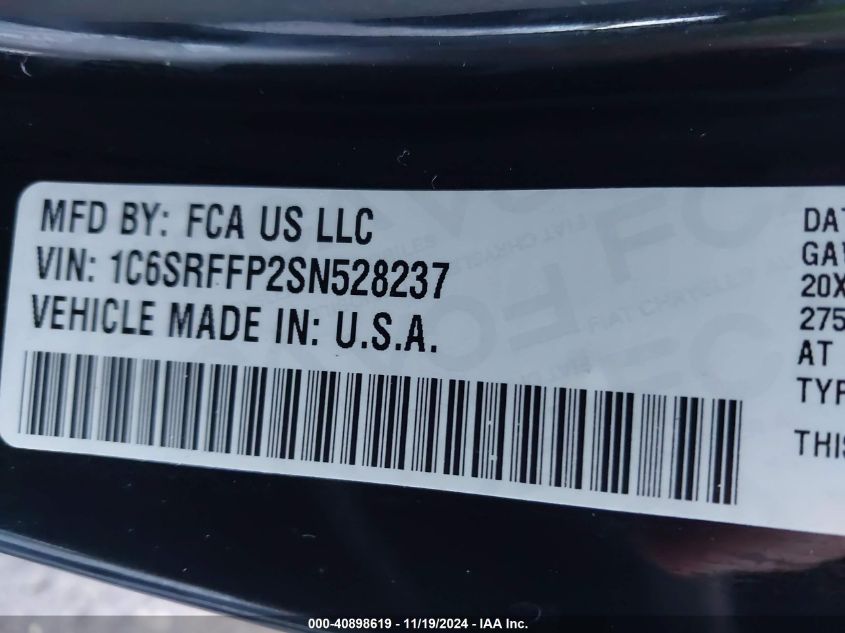 MFD BY: FCA US LLC
VIN: 1C6SRFFP2SN528237
VEHICLE MADE IN: U.S.A.
DAT
GAV
20X
275
AT
TYP
THIS
000-40898619 - 11/19/2024 - IAA Inc.